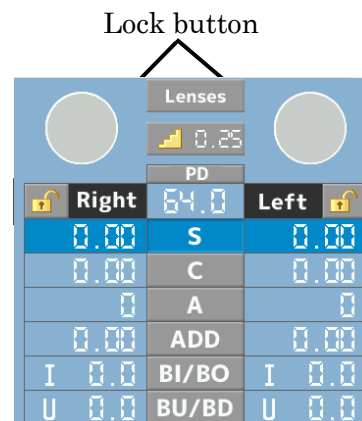 Lock button
Lenses
0.25
PD
Right 64.0 Left
0.00 S 0.00
0.00 C 0.00
0 A 0
0.00 ADD 0.00
I 0.0 BI/BO I 0.0
U 0.0 BU/BD U 0.0